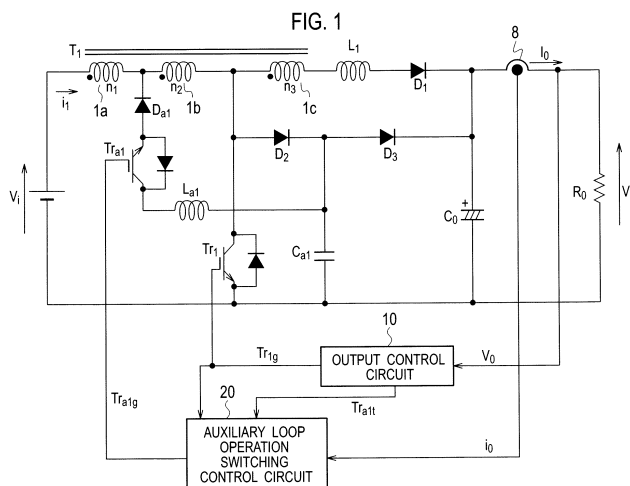 FIG. 1
8
T1
L1
I0
n1
n2
n3
D1
i1
1a
1b
1c
Da1
Tra1
D2
D3
Vi
La1
R0
V
+
C0
Tr1
Ca1
10
Tr1g
OUTPUT CONTROL
CIRCUIT
V0
Tra1g
20
Tra1t
AUXILIARY LOOP
OPERATION
SWITCHING
CONTROL CIRCUIT
i0